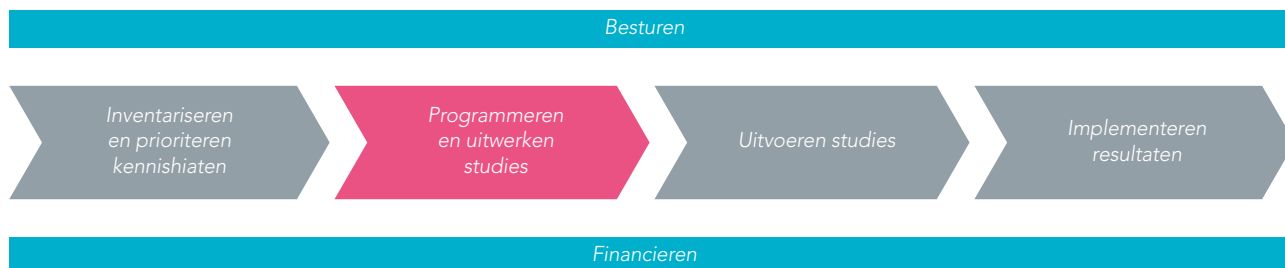 Besturen
Inventariseren
en prioriteren
kennishiaten
Programmeren
en uitwerken
studies
Uitvoeren studies
Implementeren
resultaten
Financieren